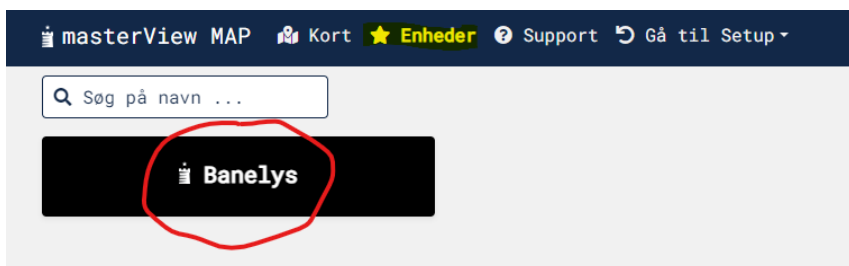 masterView MAP Kort Enheder Support Gå til Setup
Søg på navn ...
Banelys